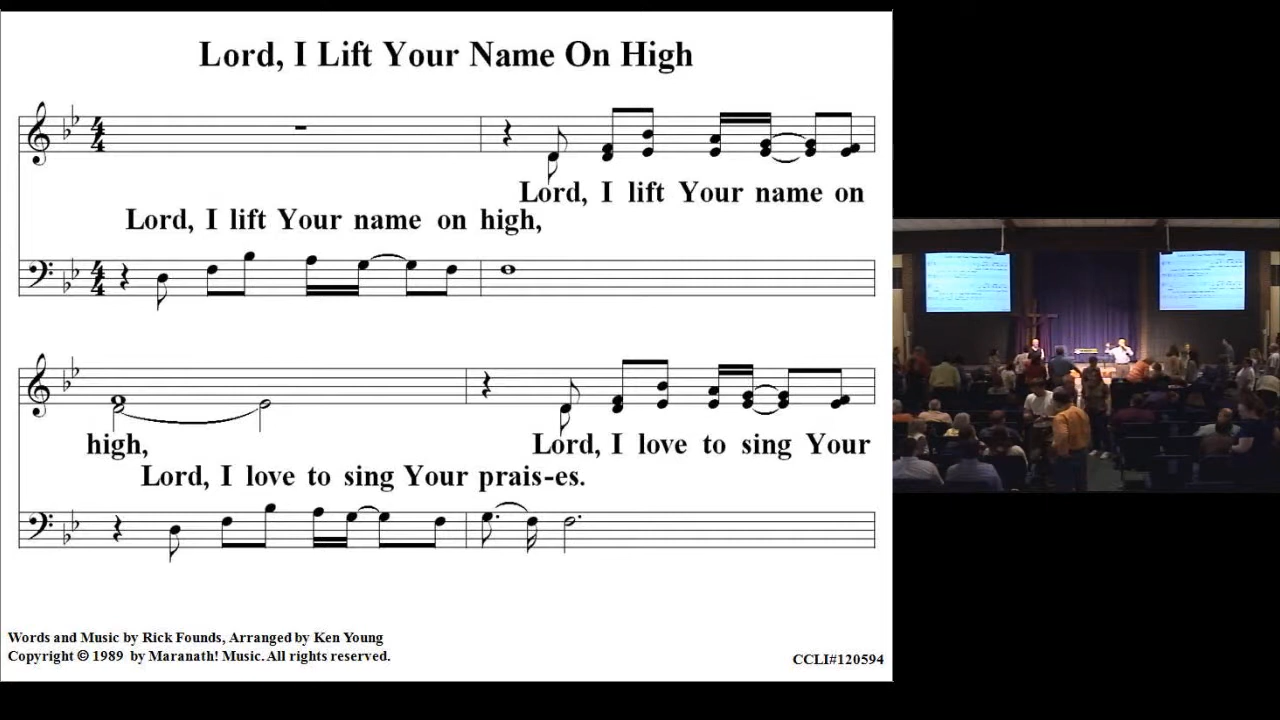 Lord, I Lift Your Name On High
Lord, I lift Your name on
Lord, I lift Your name on high,
high, Lord, I love to sing Your
Lord, I love to sing Your prais-es.
Words and Music by Rick Founds, Arranged by Ken Young
Copyright © 1989 by Maranath! Music. All rights reserved.
CCLI#120594